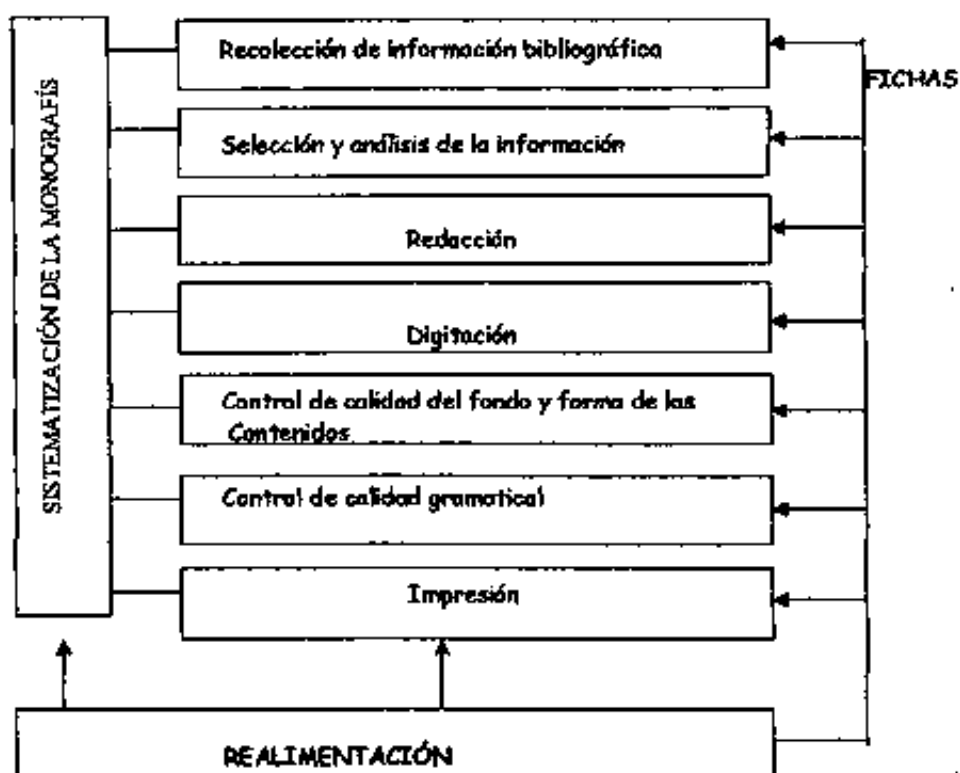 Recolección de información bibliográfica
FICHAS
Selección y análisis de la información
Redacción
Digitación
Control de calidad del fondo y forma de las
Contenidos
Control de calidad gramatical
Impresión
SISTEMATIZACIÓN DE LA MONOGRAFÍS
REALIMENTACIÓN